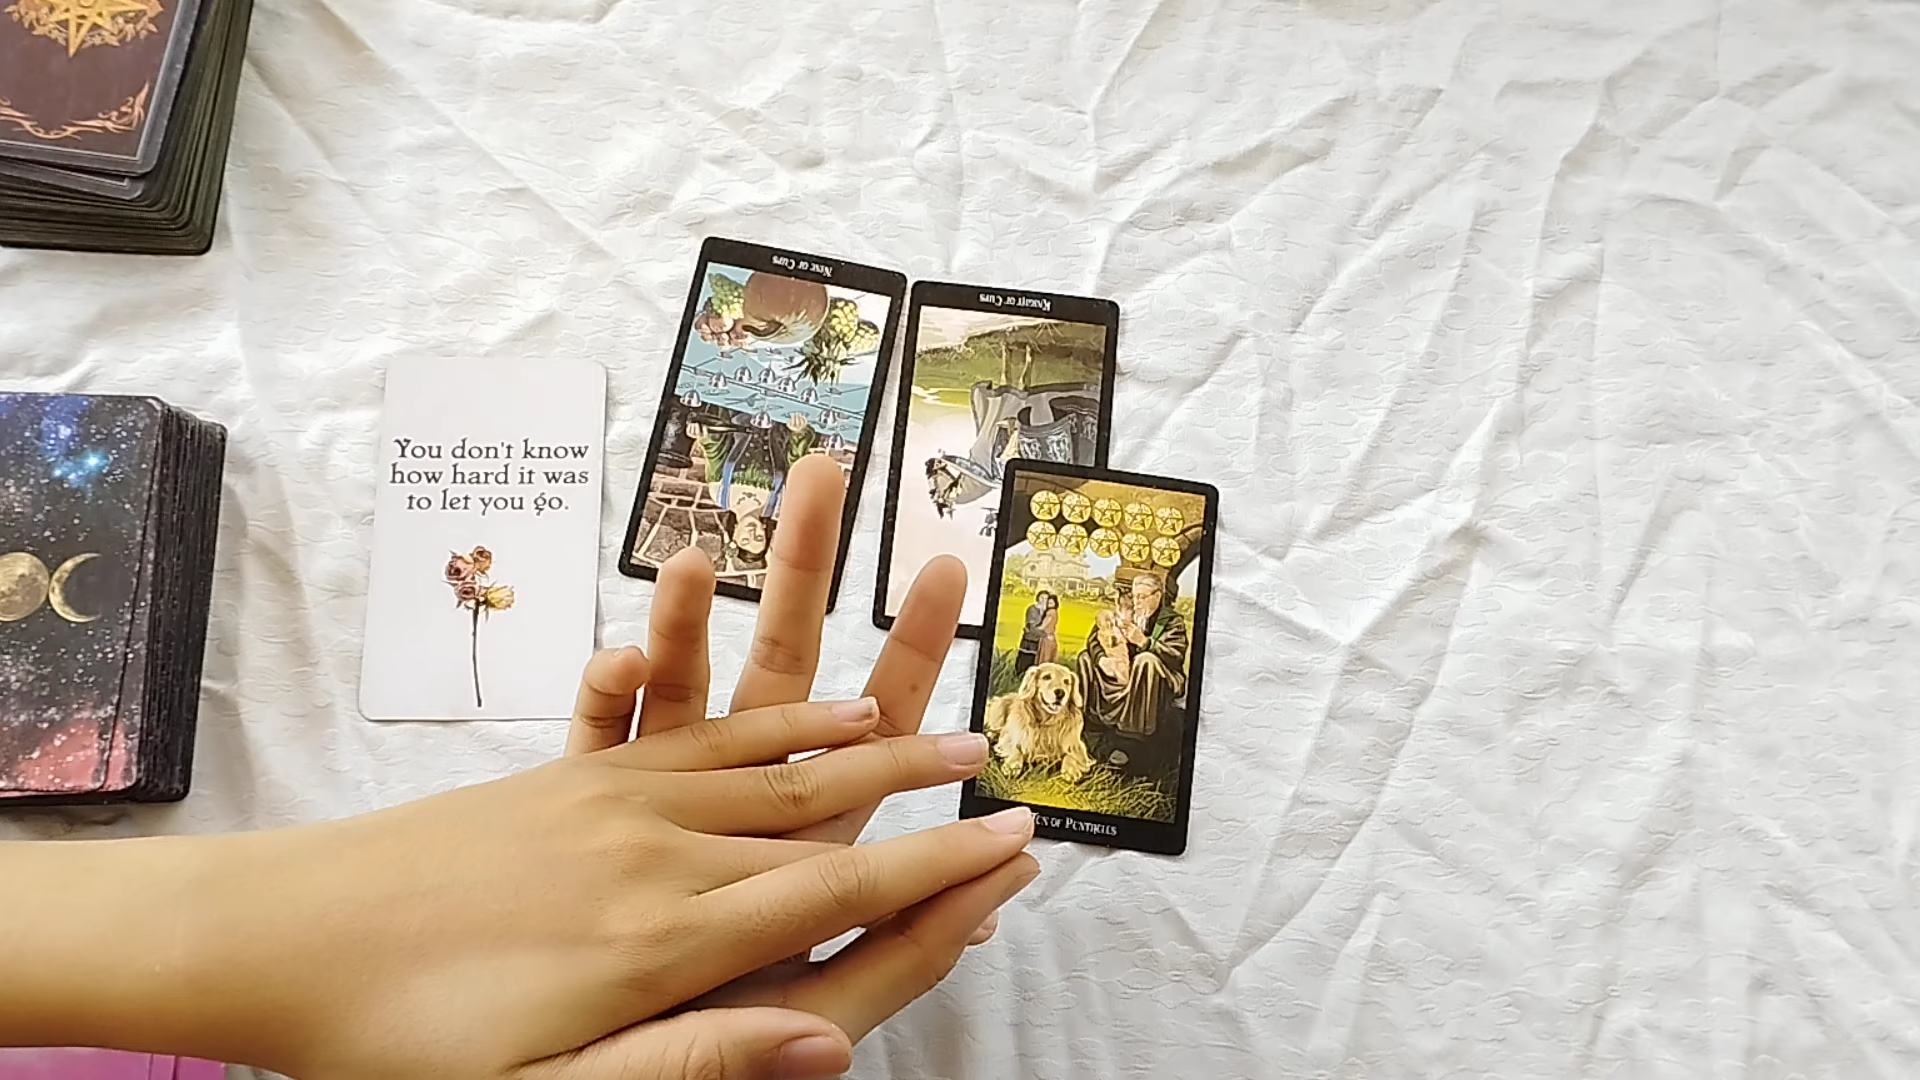 You don't know
how hard it was
to let you go.
Nine of Cups
Knight of Cups
Ten of Pentacles